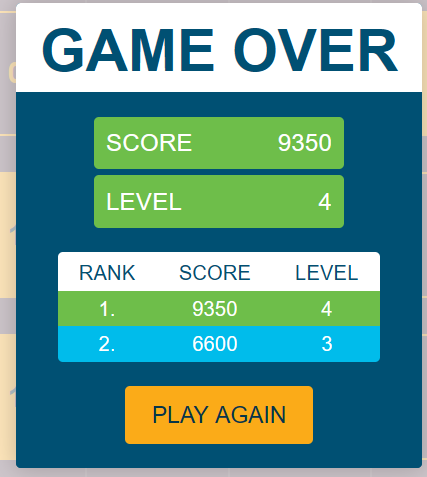 GAME OVER
SCORE 9350
LEVEL 4
RANK SCORE LEVEL
1. 9350 4
2. 6600 3
PLAY AGAIN